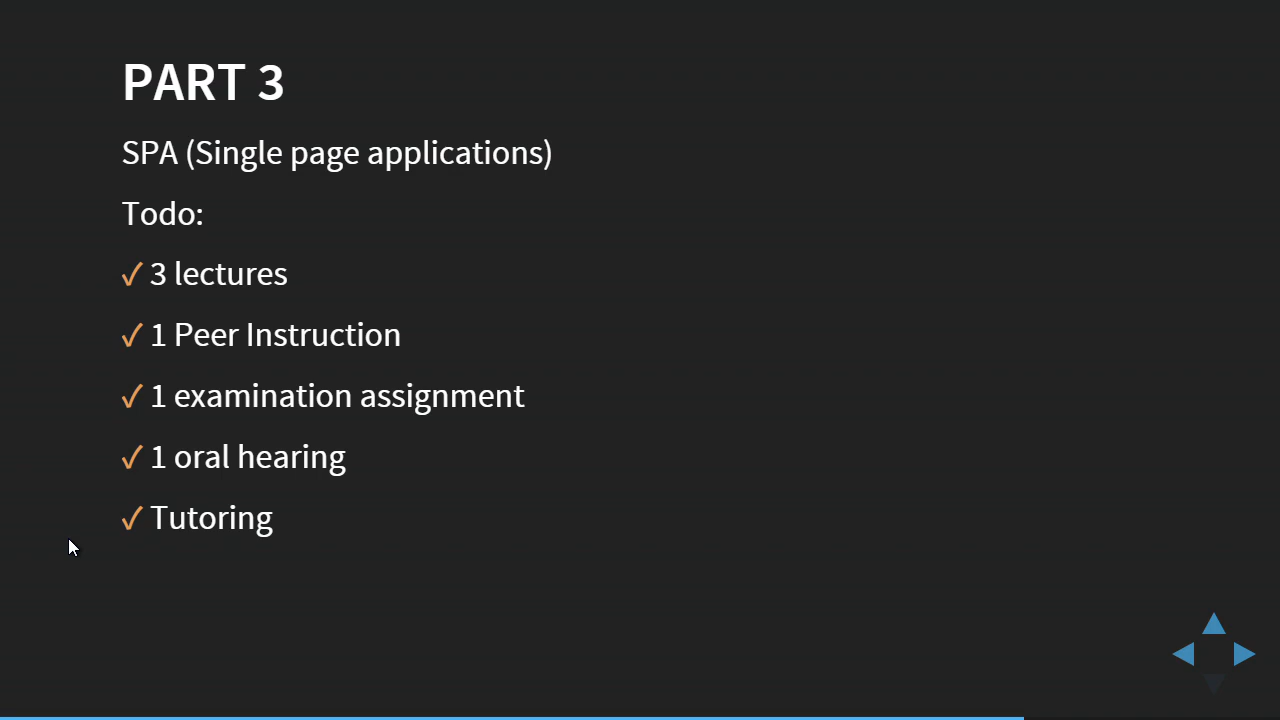 PART 3
SPA (Single page applications)
Todo:
✓ 3 lectures
✓ 1 Peer Instruction
✓ 1 examination assignment
✓ 1 oral hearing
✓ Tutoring